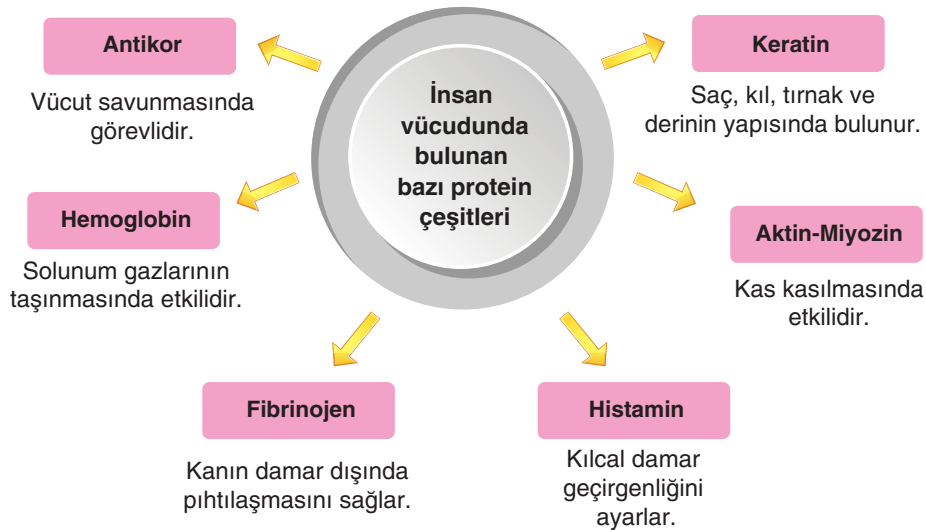 İnsan
vücudunda
bulunan
bazı protein
çeşitleri
Antikor
Vücut savunmasında
görevlidir.
Keratin
Saç, kıl, tırnak ve
derinin yapısında bulunur.
Hemoglobin
Solunum gazlarının
taşınmasında etkilidir.
Aktin-Miyozin
Kas kasılmasında
etkilidir.
Fibrinojen
Kanın damar dışında
pıhtılaşmasını sağlar.
Histamin
Kılcal damar
geçirgenliğini
ayarlar.